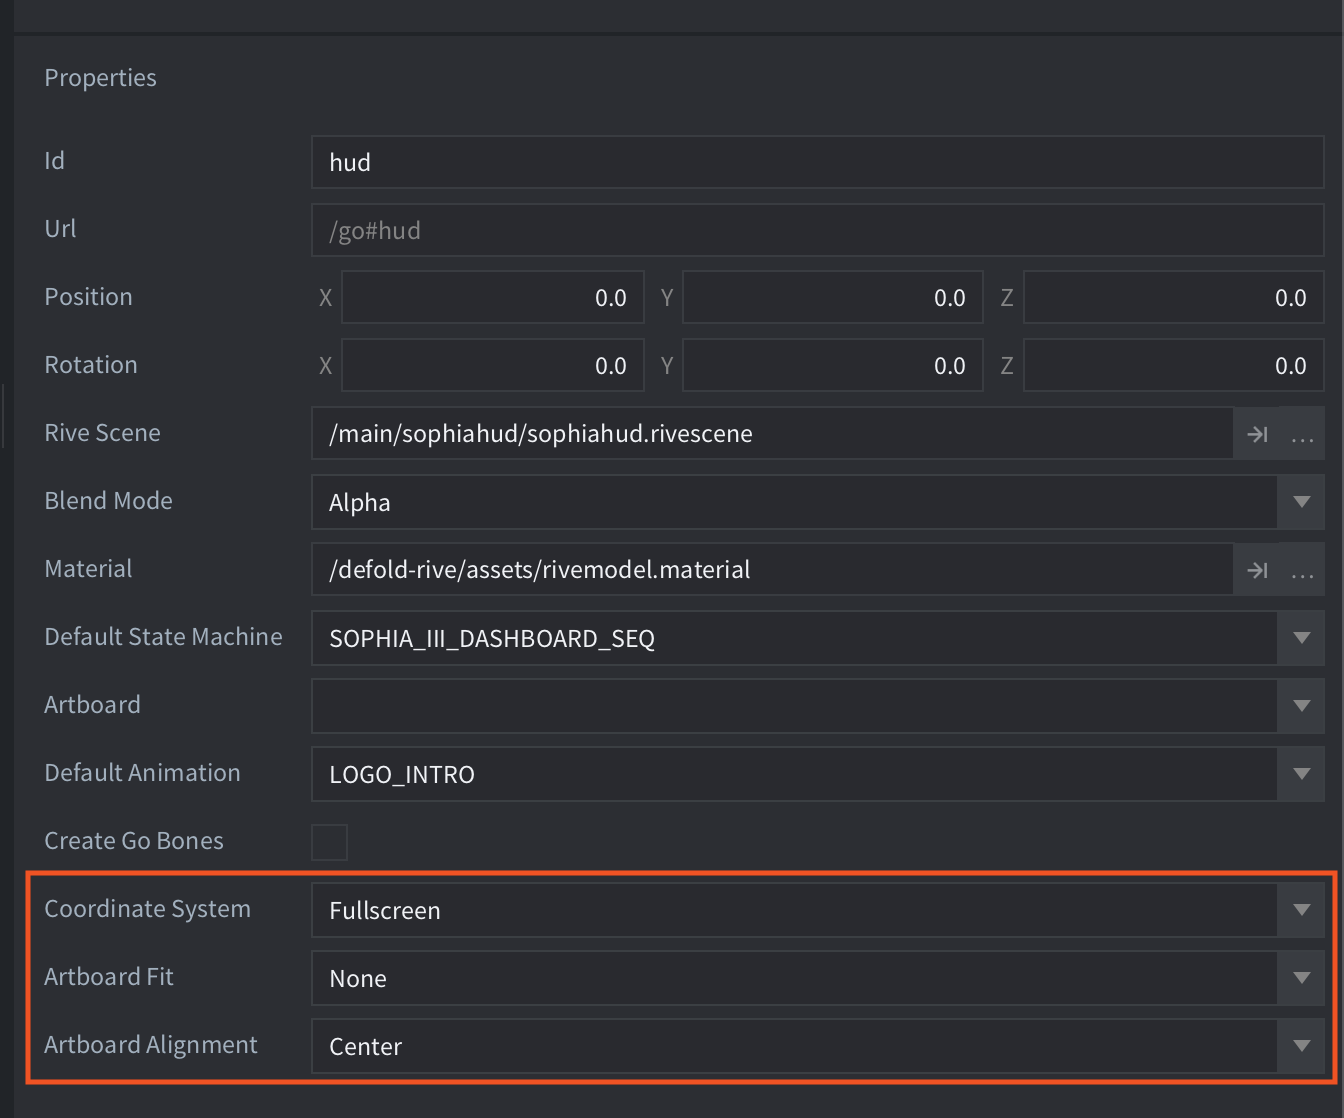 Properties
Id hud
Url /go#hud
Position X 0.0 Y 0.0 Z 0.0
Rotation X 0.0 Y 0.0 Z 0.0
Rive Scene /main/sophiahud/sophiahud.rivescene ...
Blend Mode Alpha
Material /defold-rive/assets/rivemodel.material ...
Default State Machine SOPHIA_III_DASHBOARD_SEQ
Artboard
Default Animation LOGO_INTRO
Create Go Bones
Coordinate System Fullscreen
Artboard Fit None
Artboard Alignment Center